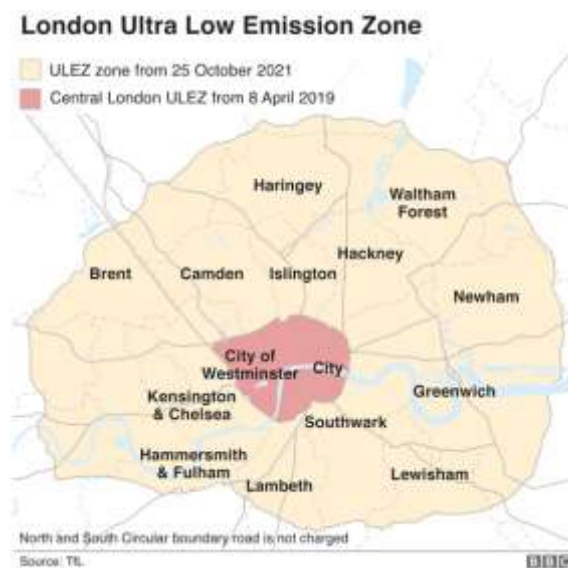 London Ultra Low Emission Zone
ULEZ zone from 25 October 2021
Central London ULEZ from 8 April 2019
Haringey
Waltham
Forest
Hackney
Brent
Camden
Islington
Newham
City of
Westminster
City
Kensington
& Chelsea
Greenwich
Southwark
Hammersmith
& Fulham
Lambeth
Lewisham
North and South Circular boundary road is not charged
Source: TfL
BBC